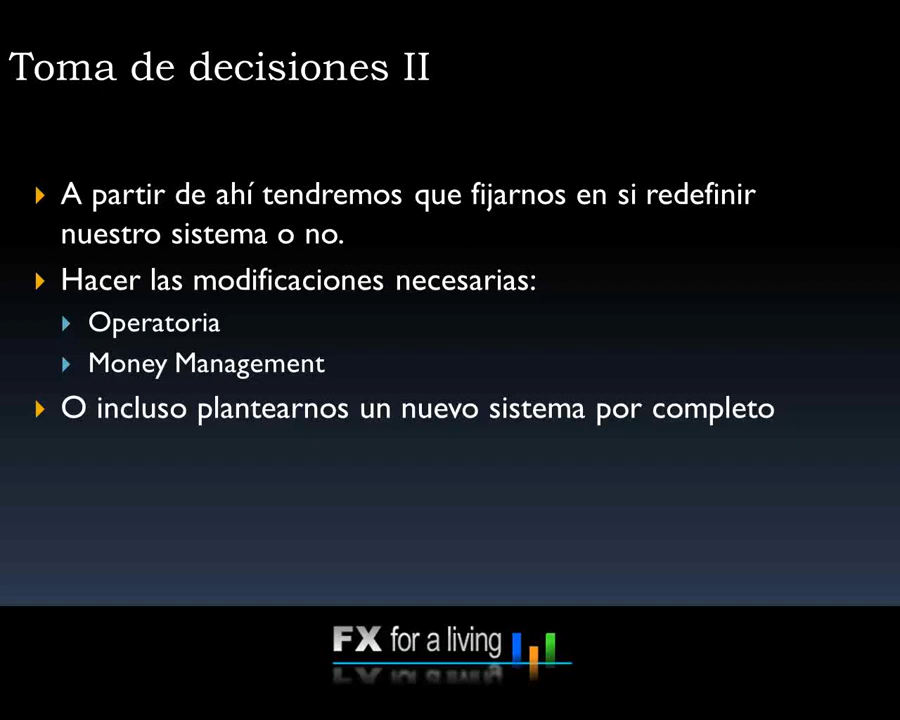 Toma de decisiones II
A partir de ahí tendremos que fijarnos en si redefinir
nuestro sistema o no.
Hacer las modificaciones necesarias:
Operatoria
Money Management
O incluso plantearnos un nuevo sistema por completo
FX for a living